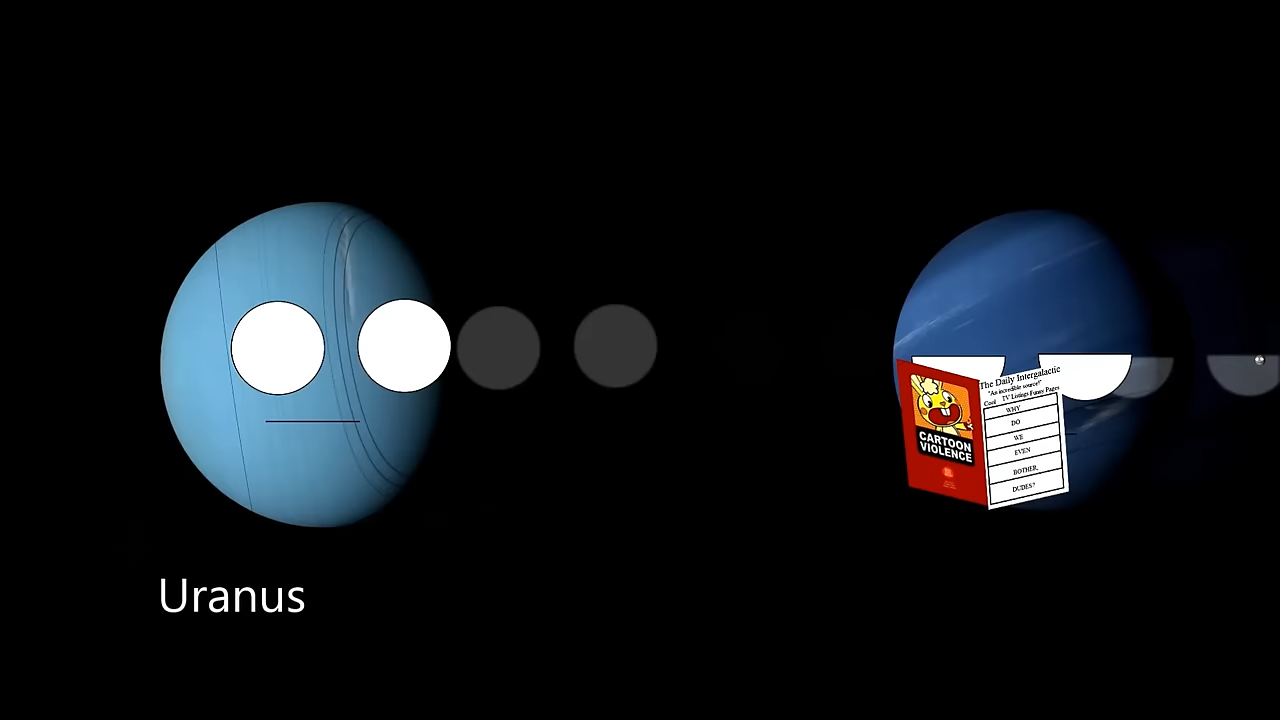 The Daily Intergalactic
"An incredible source!"
Cool TV Listings Funny Pages
WHY
DO
WE
EVEN
BOTHER,
DUDES?
CARTOON
VIOLENCE
Uranus